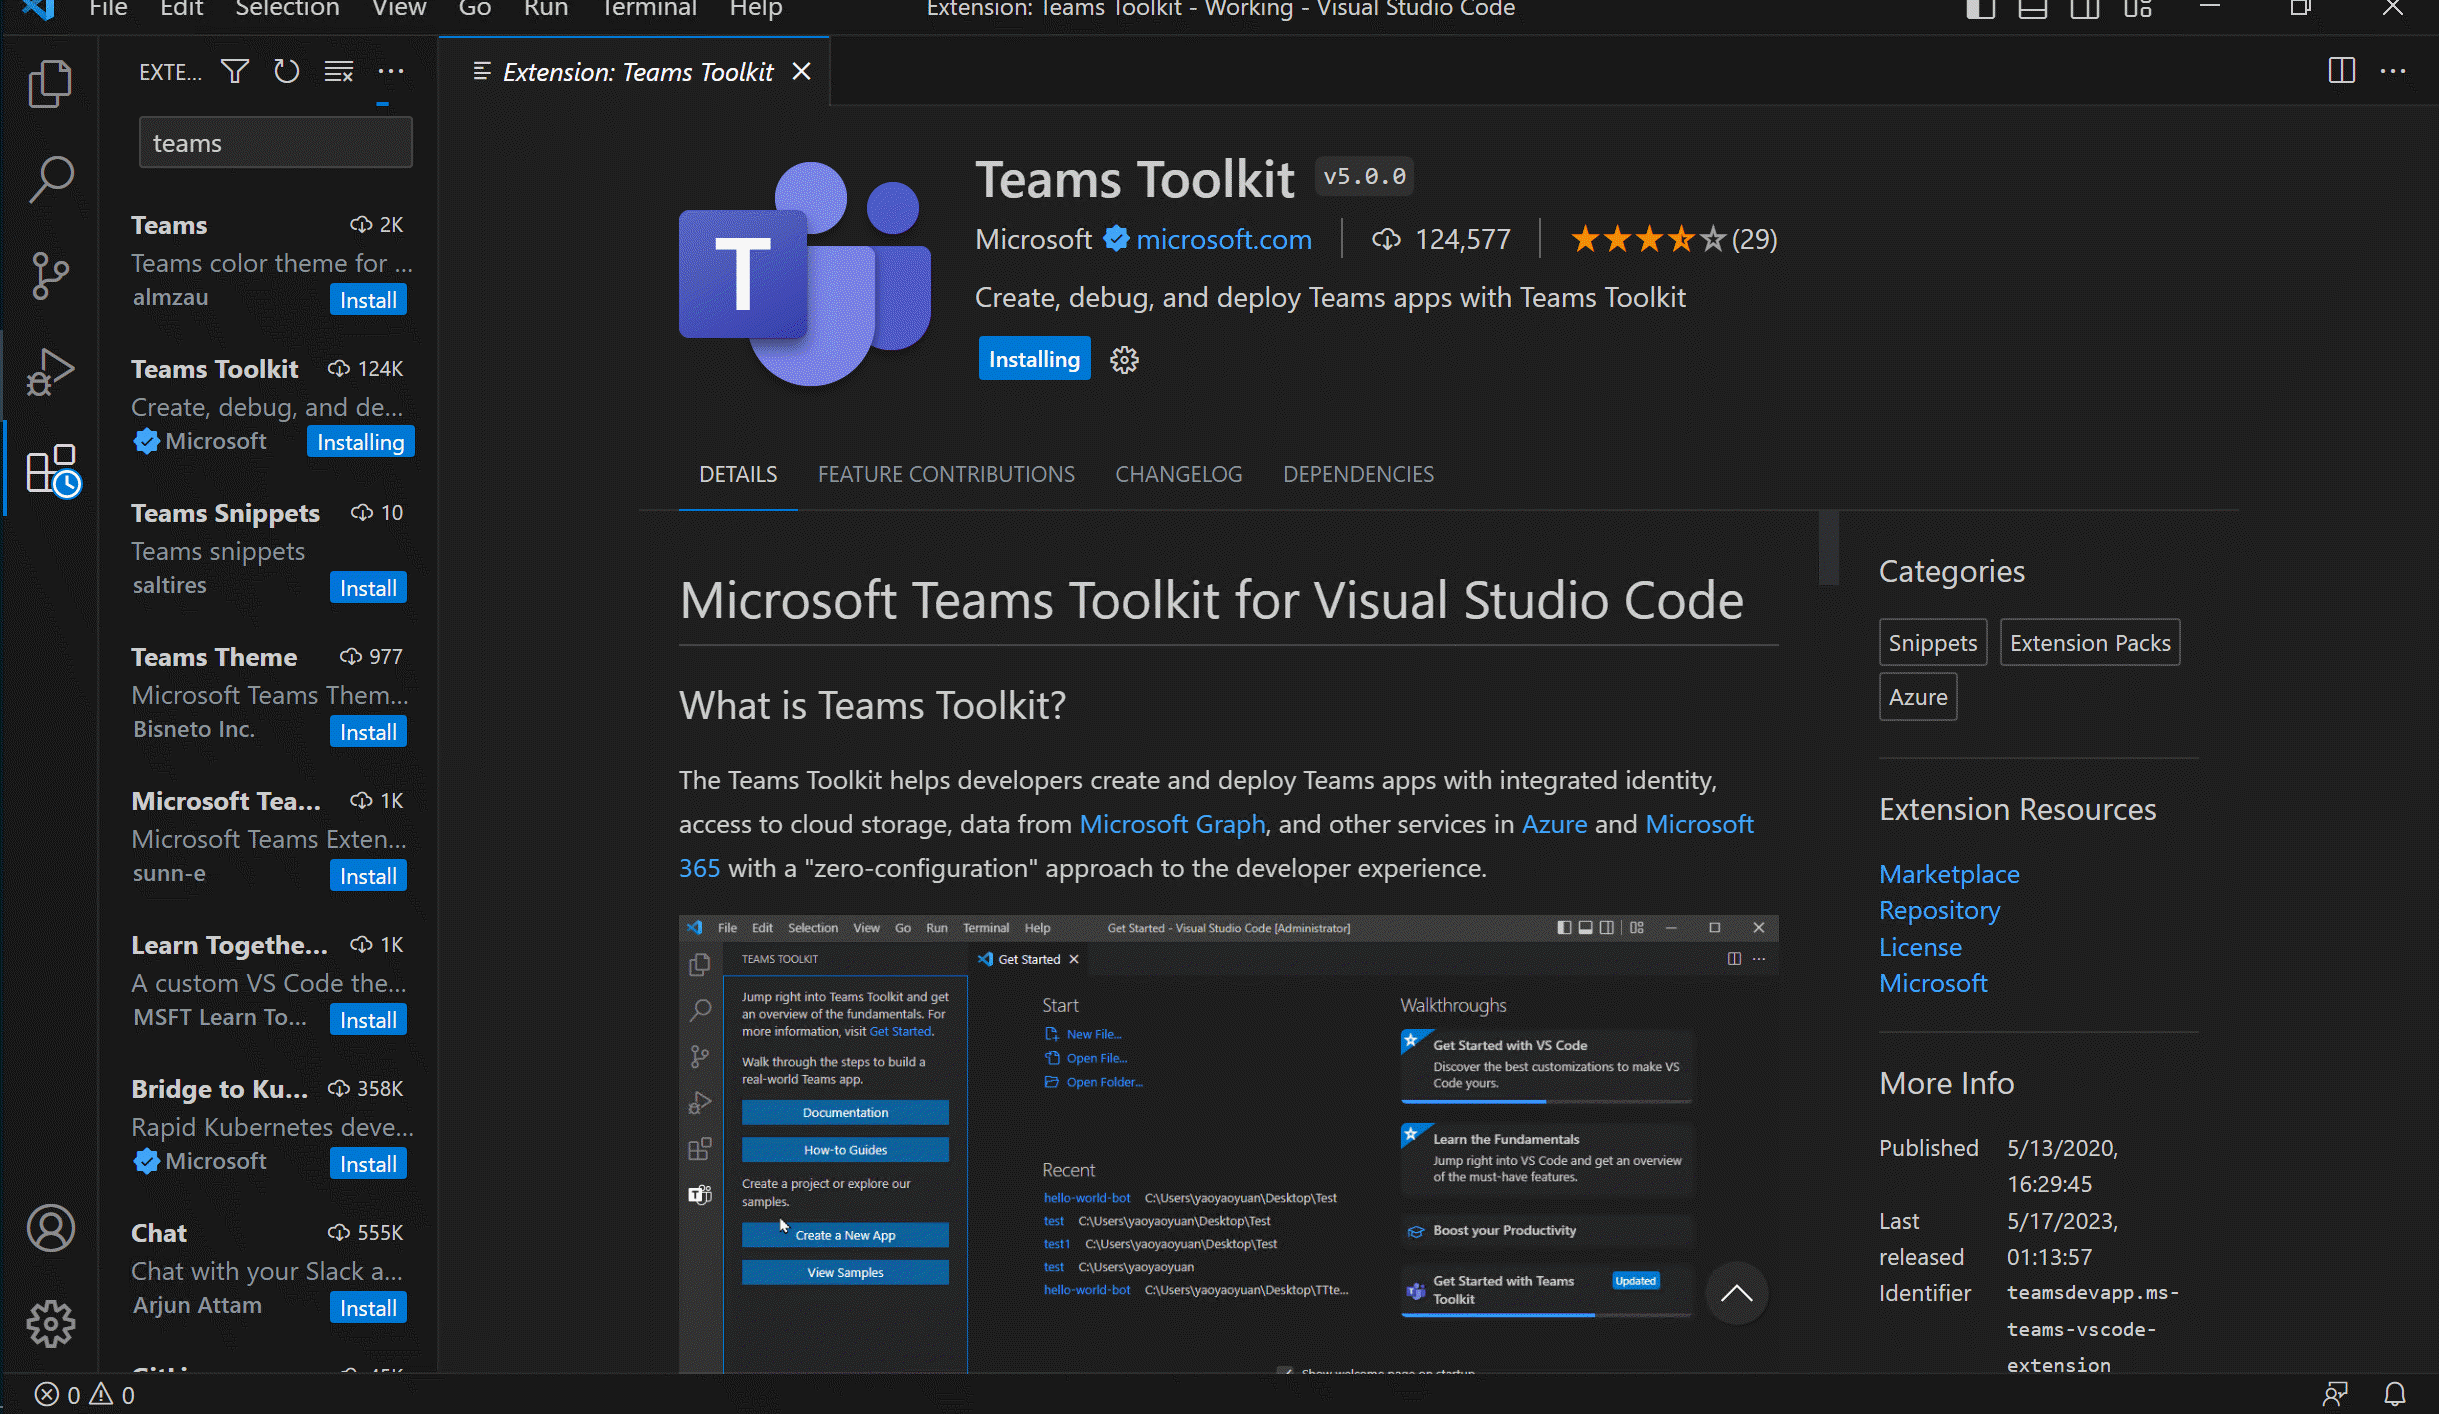 File Edit Selection View Go Run Terminal Help
Extension: Teams Toolkit - Working - Visual Studio Code
EXTE...
teams
Teams 2K
Teams color theme for ...
almzau Install
Teams Toolkit 124K
Create, debug, and de...
Microsoft Installing
Teams Snippets 10
Teams snippets
saltires Install
Teams Theme 977
Microsoft Teams Them...
Bisneto Inc. Install
Microsoft Tea... 1K
Microsoft Teams Exten...
sunn-e Install
Learn Togethe... 1K
A custom VS Code the...
MSFT Learn To... Install
Bridge to Ku... 358K
Rapid Kubernetes deve...
Microsoft Install
Chat 555K
Chat with your Slack a...
Arjun Attam Install
Extension: Teams Toolkit
T
Teams Toolkit v5.0.0
Microsoft microsoft.com 124,577 (29)
Create, debug, and deploy Teams apps with Teams Toolkit
Installing
DETAILS FEATURE CONTRIBUTIONS CHANGELOG DEPENDENCIES
Microsoft Teams Toolkit for Visual Studio Code
What is Teams Toolkit?
The Teams Toolkit helps developers create and deploy Teams apps with integrated identity,
access to cloud storage, data from Microsoft Graph, and other services in Azure and Microsoft
365 with a "zero-configuration" approach to the developer experience.
File Edit Selection View Go Run Terminal Help Get Started - Visual Studio Code [Administrator]
TEAMS TOOLKIT
Jump right into Teams Toolkit and get
an overview of the fundamentals. For
more information, visit Get Started.
Walk through the steps to build a
real-world Teams app.
Documentation
How-to Guides
Create a project or explore our
samples.
Create a New App
View Samples
Get Started
Start
New File...
Open File...
Open Folder...
Recent
hello-world-bot C:\Users\yaoyaoyuan\Desktop\Test
test C:\Users\yaoyaoyuan\Desktop\Test
test1 C:\Users\yaoyaoyuan\Desktop\Test
test C:\Users\yaoyaoyuan
hello-world-bot C:\Users\yaoyaoyuan\Desktop\TTte...
Walkthroughs
Get Started with VS Code
Discover the best customizations to make VS
Code yours.
Learn the Fundamentals
Jump right into VS Code and get an overview
of the must-have features.
Boost your Productivity
Get Started with Teams Updated
Toolkit
Show welcome page on startup
Categories
Snippets Extension Packs
Azure
Extension Resources
Marketplace
Repository
License
Microsoft
More Info
Published 5/13/2020,
16:29:45
Last 5/17/2023,
released 01:13:57
Identifier teamsdevapp.ms-
teams-vscode-
extension
0 0